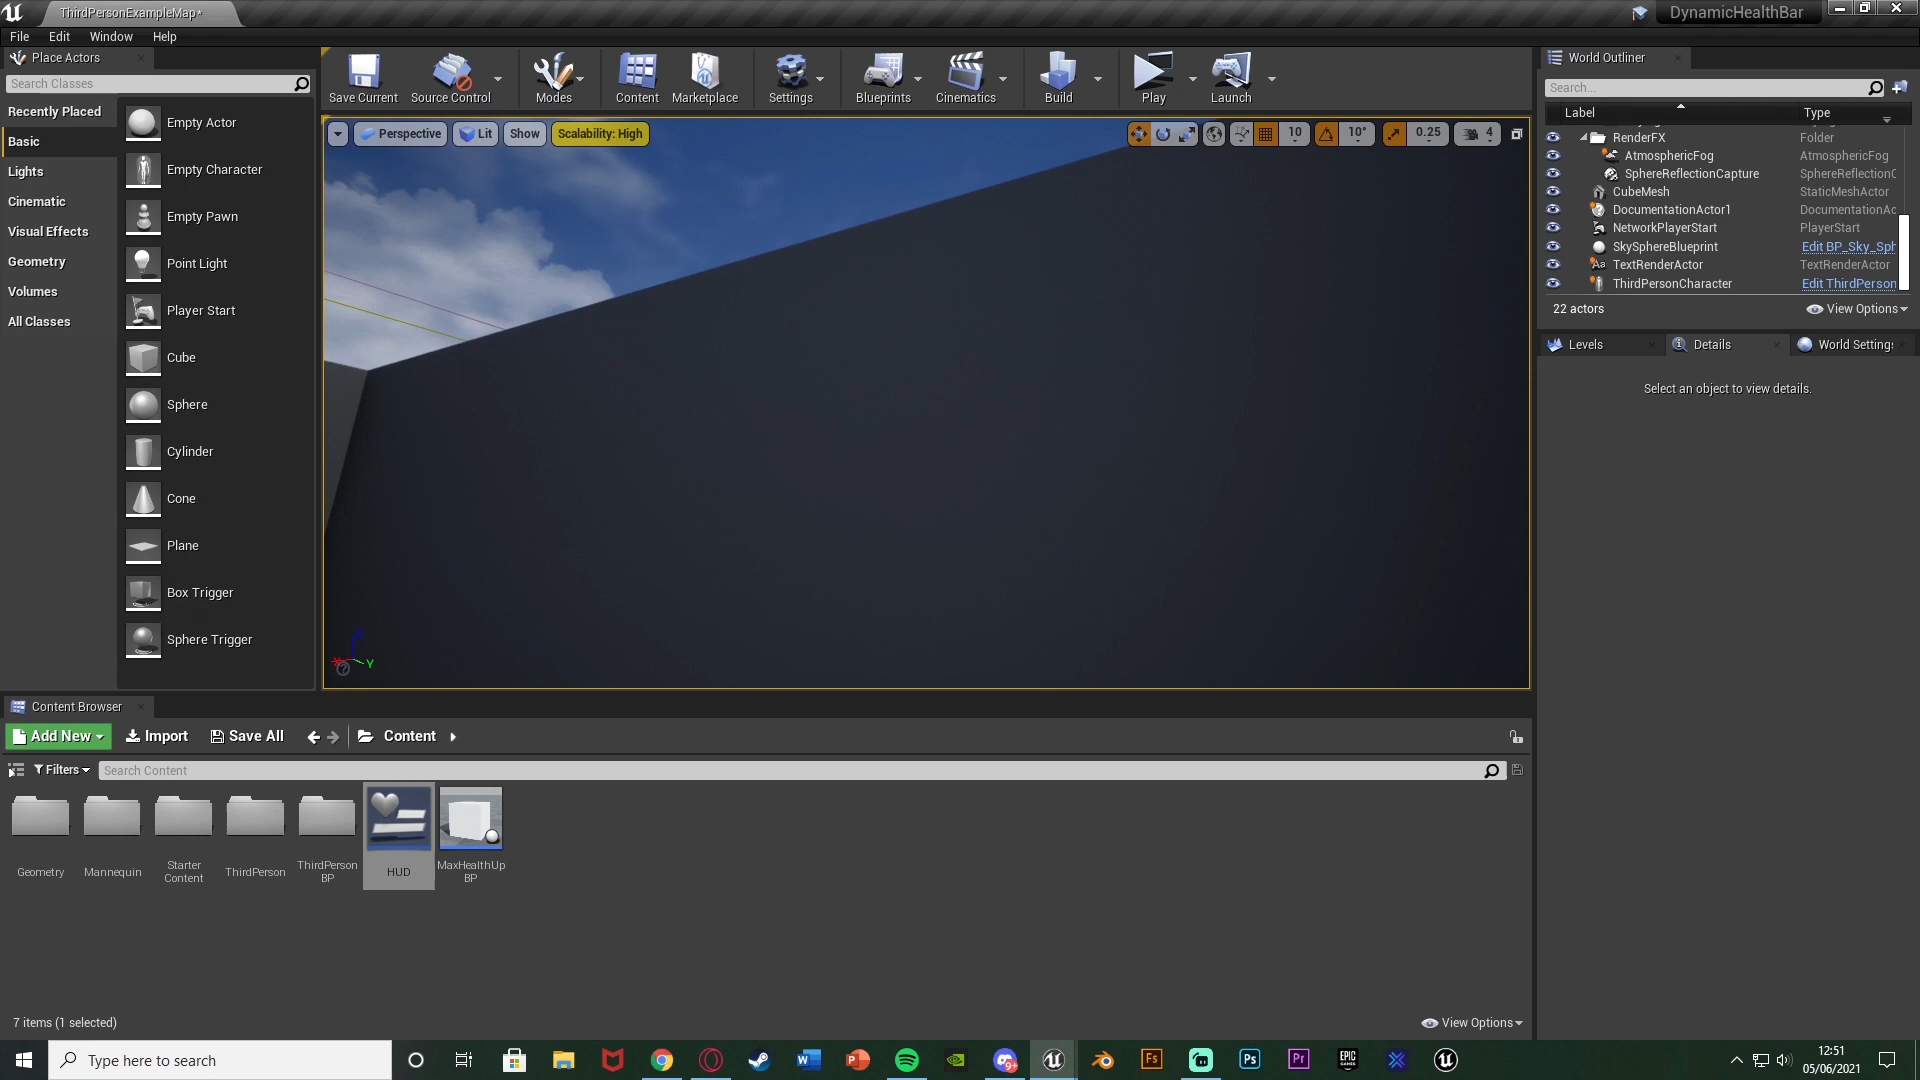 ThirdPersonExampleMap*
DynamicHealthBar
File Edit Window Help
Place Actors
Search Classes
Recently Placed
Basic
Lights
Cinematic
Visual Effects
Geometry
Volumes
All Classes
Empty Actor
Empty Character
Empty Pawn
Point Light
Player Start
Cube
Sphere
Cylinder
Cone
Plane
Box Trigger
Sphere Trigger
Save Current Source Control Modes Content Marketplace Settings Blueprints Cinematics Build Play Launch
Perspective Lit Show Scalability: High
10 10° 0.25 4
Y
World Outliner
Search...
Label Type
RenderFX Folder
AtmosphericFog AtmosphericFog
SphereReflectionCapture SphereReflectionC
CubeMesh StaticMeshActor
DocumentationActor1 DocumentationAc
NetworkPlayerStart PlayerStart
SkySphereBlueprint Edit BP_Sky_Sph
TextRenderActor TextRenderActor
ThirdPersonCharacter Edit ThirdPerson
22 actors View Options
Levels Details World Settings
Select an object to view details.
Content Browser
Add New Import Save All Content
Filters Search Content
Geometry
Mannequin
Starter
Content
ThirdPerson
ThirdPerson
BP
HUD
MaxHealthUp
BP
7 items (1 selected) View Options
Type here to search
12:51
05/06/2021